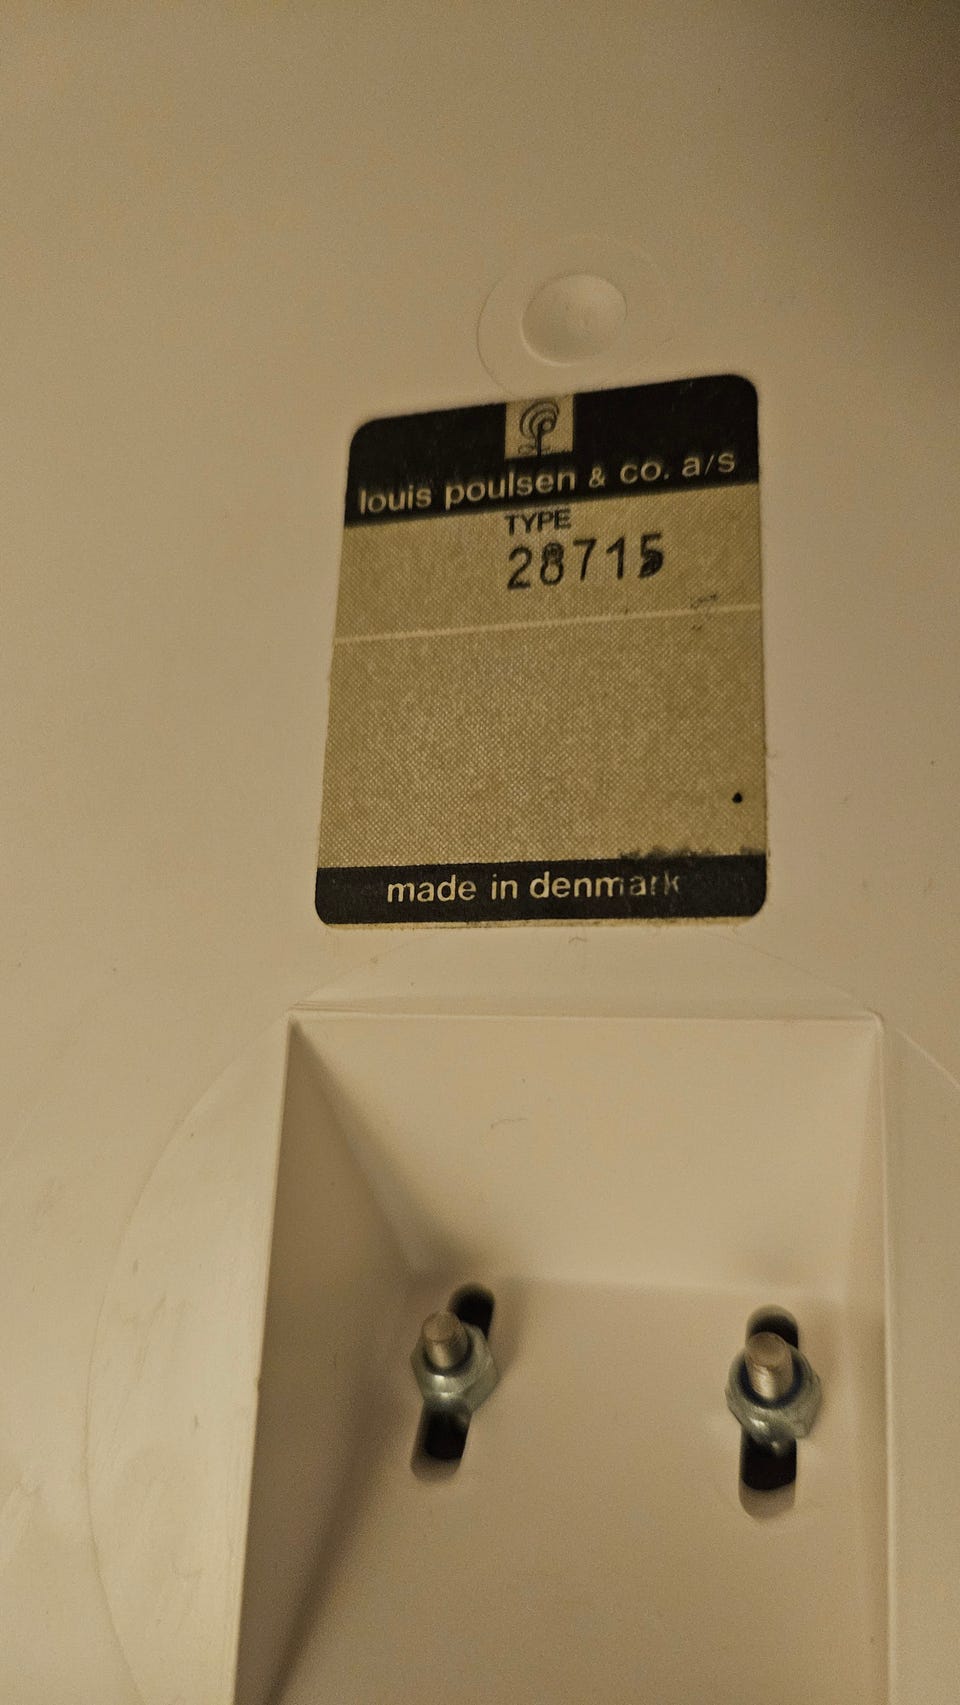 louis poulsen & co. a/s
TYPE
28715
made in denmark